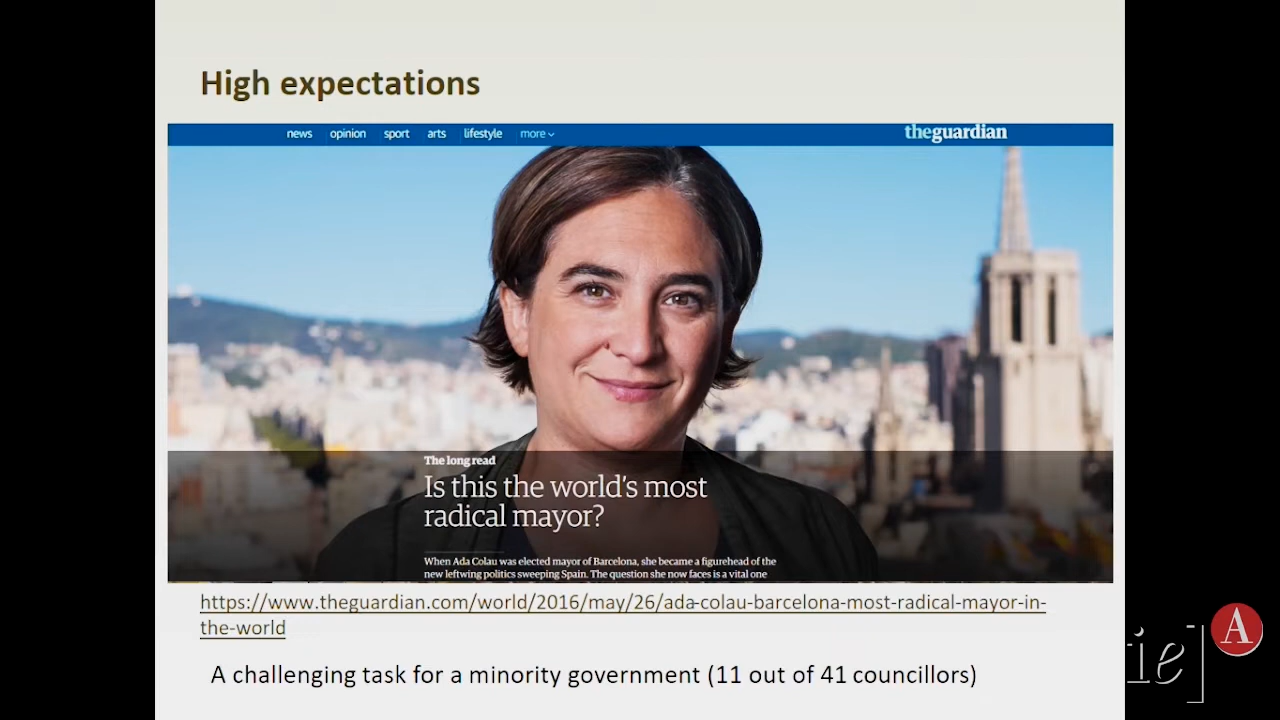 High expectations
news opinion sport arts lifestyle more
theguardian
The long read
Is this the world's most
radical mayor?
When Ada Colau was elected mayor of Barcelona, she became a figurehead of the
new leftwing politics sweeping Spain. The question she now faces is a vital one
https://www.theguardian.com/world/2016/may/26/ada-colau-barcelona-most-radical-mayor-in-
the-world
A challenging task for a minority government (11 out of 41 councillors)
ie]
A